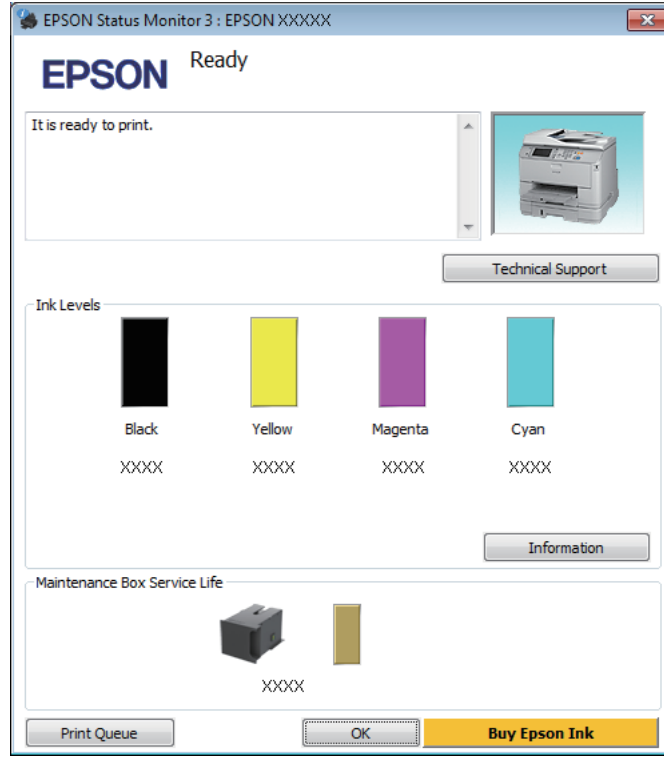 EPSON Status Monitor 3 : EPSON XXXXX
EPSON
Ready
It is ready to print.
Technical Support
Ink Levels
Black Yellow Magenta Cyan
XXXX XXXX XXXX XXXX
Information
Maintenance Box Service Life
XXXX
Print Queue OK Buy Epson Ink